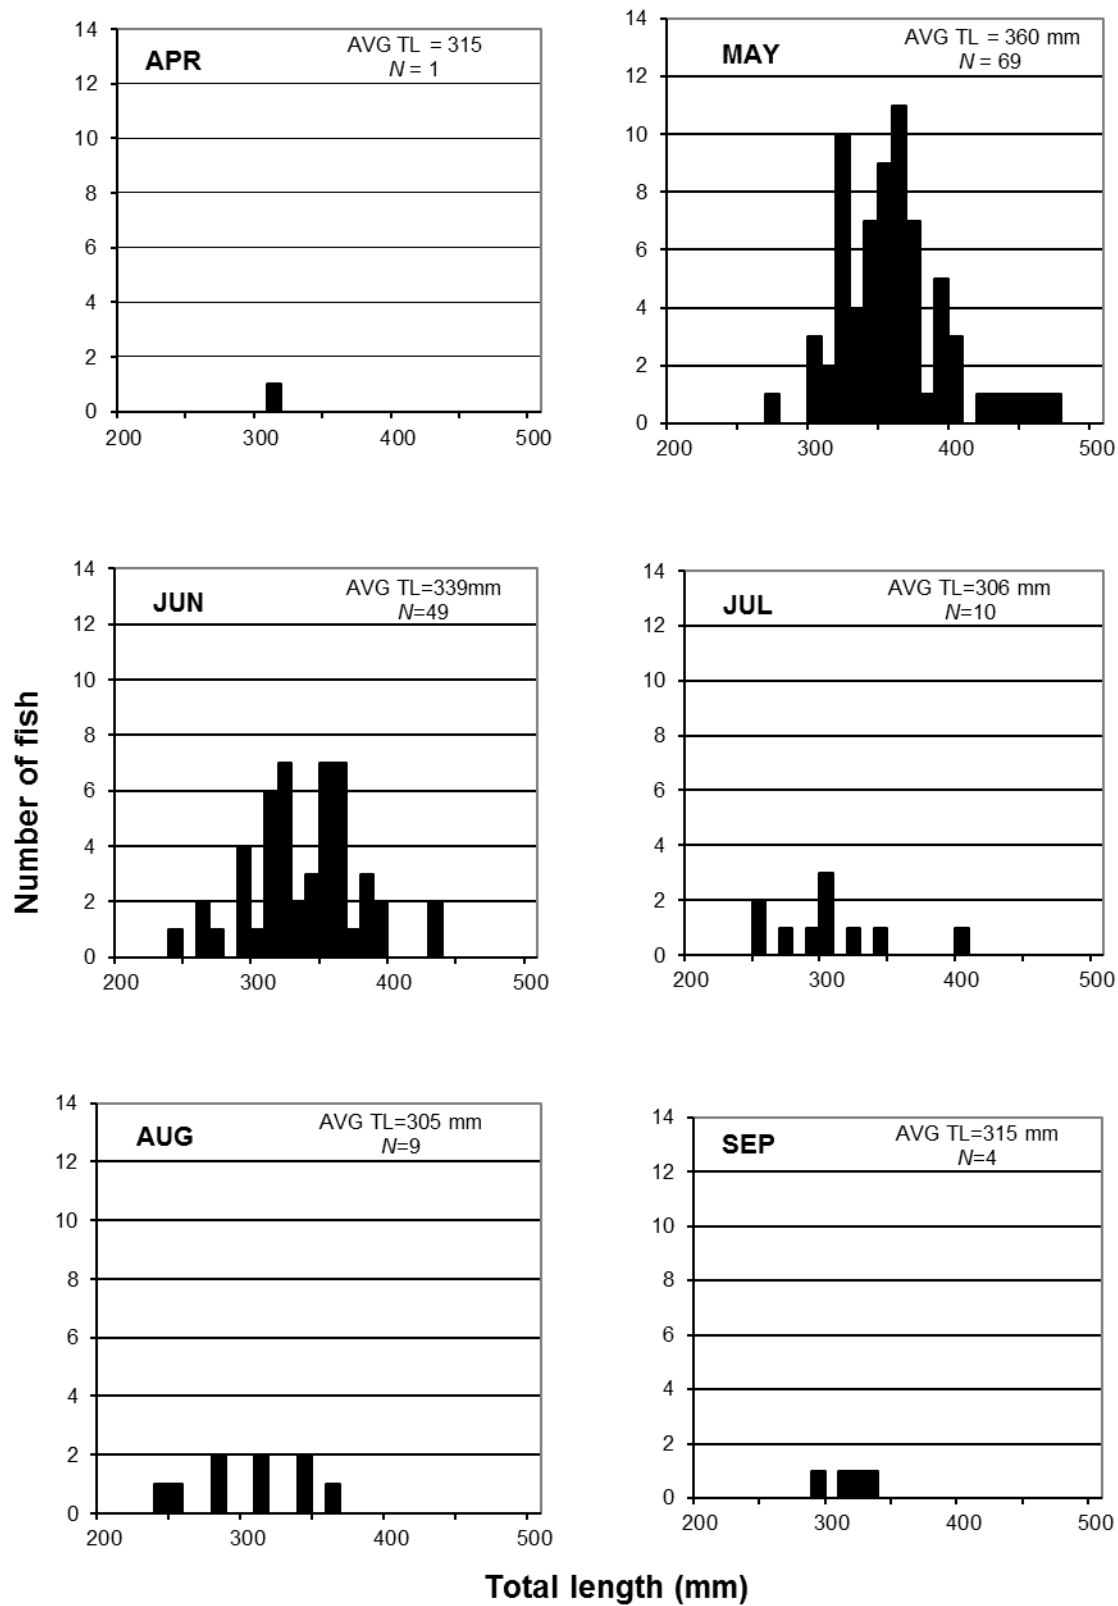 APR
AVG TL = 315
N = 1
14
12
10
8
6
4
2
0
200 300 400 500
MAY
AVG TL = 360 mm
N = 69
14
12
10
8
6
4
2
0
200 300 400 500
Number of fish
JUN
AVG TL=339mm
N=49
14
12
10
8
6
4
2
0
200 300 400 500
JUL
AVG TL=306 mm
N=10
14
12
10
8
6
4
2
0
200 300 400 500
AUG
AVG TL=305 mm
N=9
14
12
10
8
6
4
2
0
200 300 400 500
SEP
AVG TL=315 mm
N=4
14
12
10
8
6
4
2
0
200 300 400 500
Total length (mm)